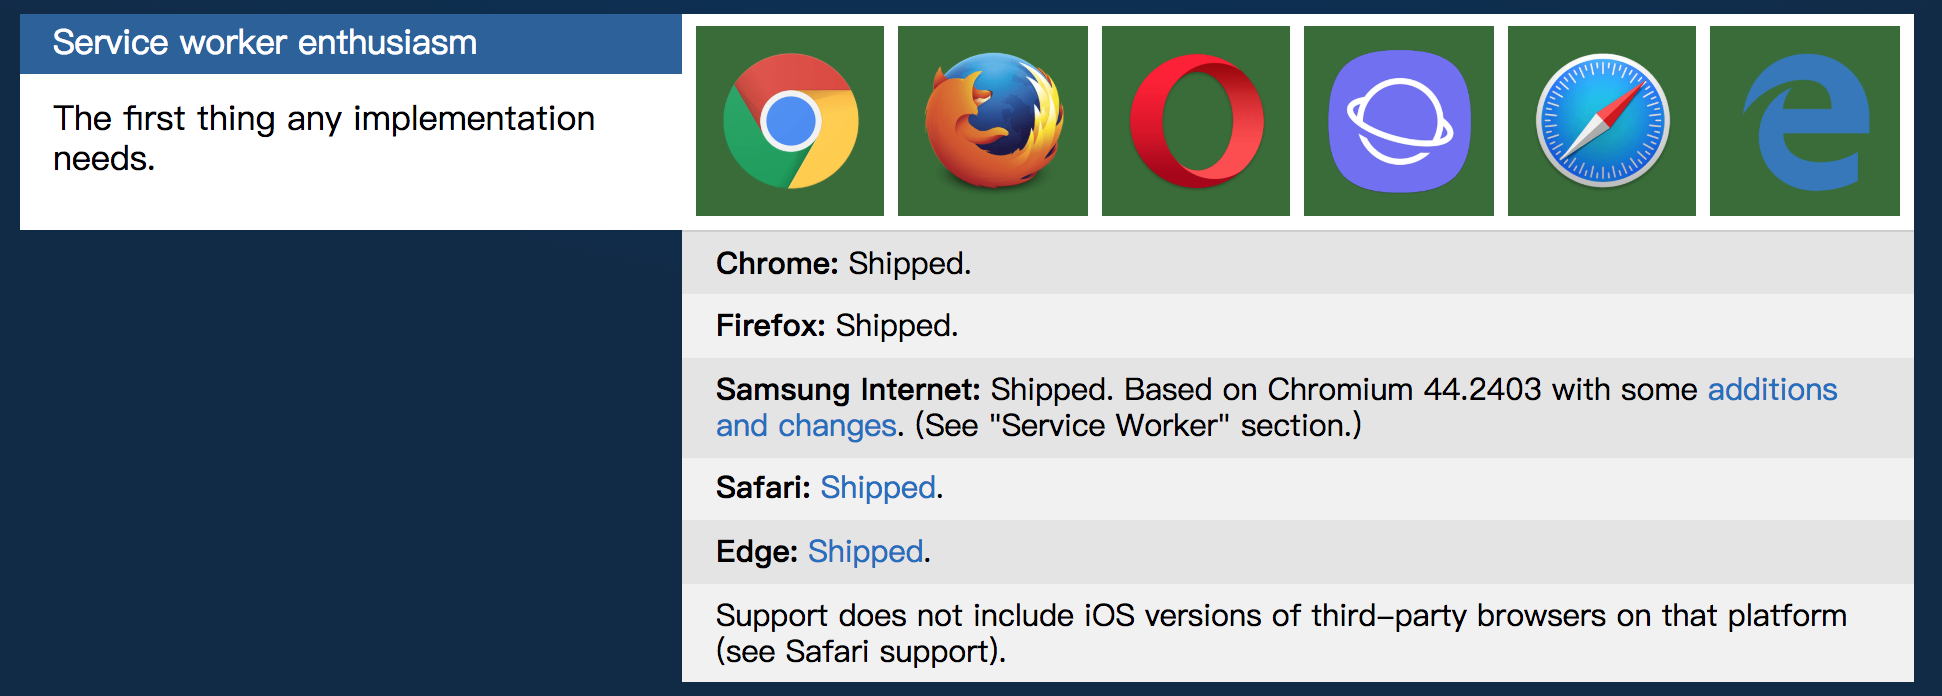 Service worker enthusiasm
The first thing any implementation
needs.
Chrome: Shipped.
Firefox: Shipped.
Samsung Internet: Shipped. Based on Chromium 44.2403 with some additions
and changes. (See "Service Worker" section.)
Safari: Shipped.
Edge: Shipped.
Support does not include iOS versions of third-party browsers on that platform
(see Safari support).